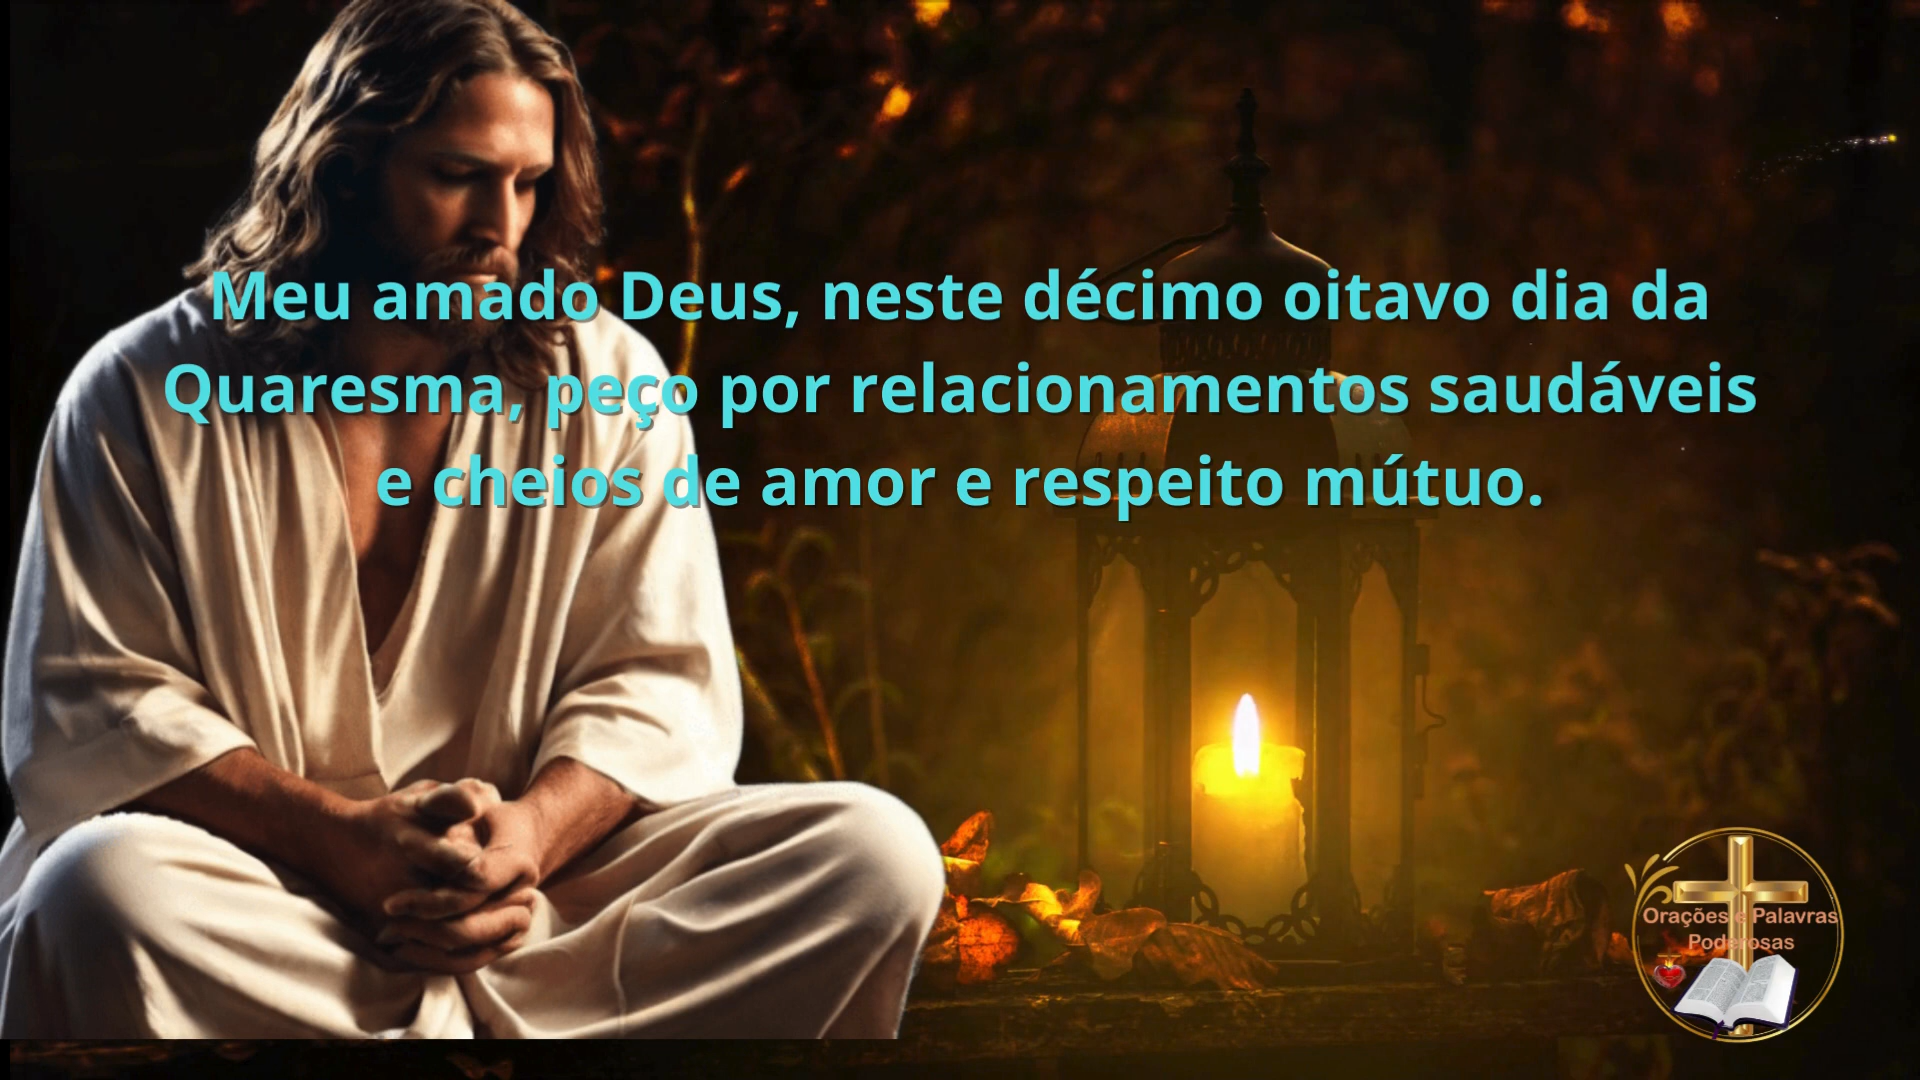 Meu amado Deus, neste décimo oitavo dia da
Quaresma, peço por relacionamentos saudáveis
e cheios de amor e respeito mútuo.
Orações e Palavras
Poderosas